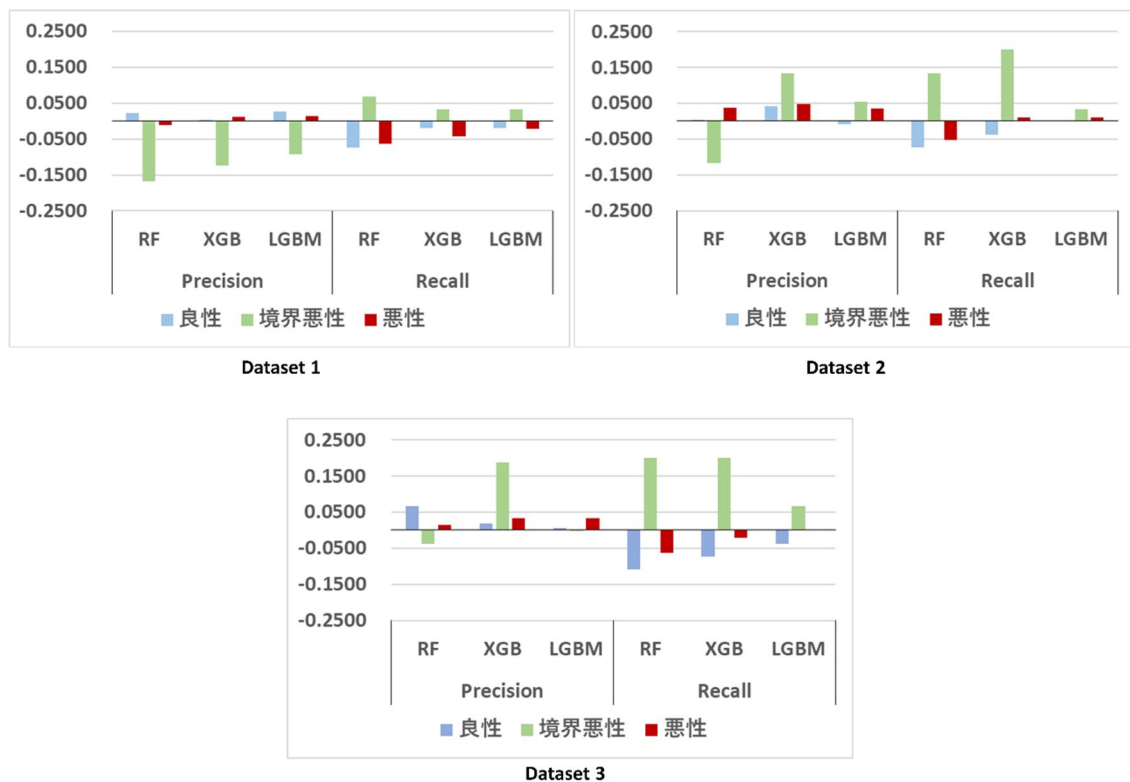 0.2500
0.1500
0.0500
-0.0500
-0.1500
-0.2500
RF XGB LGBM RF XGB LGBM
Precision Recall
良性 境界悪性 悪性
Dataset 1
0.2500
0.1500
0.0500
-0.0500
-0.1500
-0.2500
RF XGB LGBM RF XGB LGBM
Precision Recall
良性 境界悪性 悪性
Dataset 2
0.2500
0.1500
0.0500
-0.0500
-0.1500
-0.2500
RF XGB LGBM RF XGB LGBM
Precision Recall
良性 境界悪性 悪性
Dataset 3